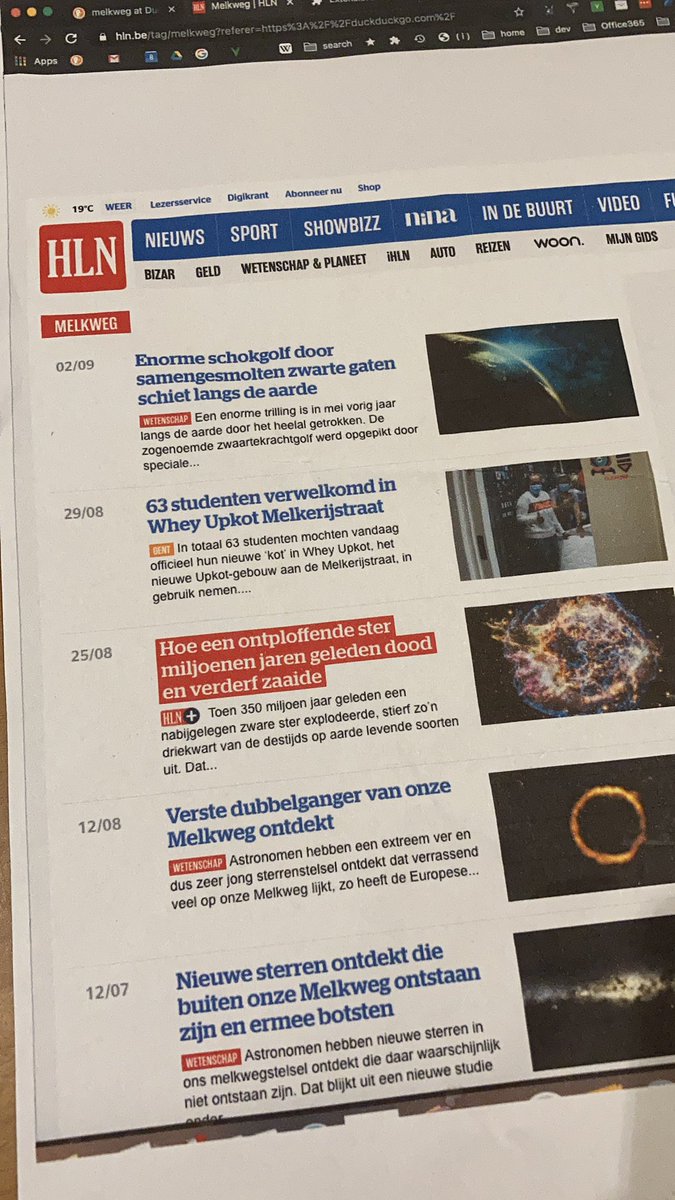 melkweg at Du
HLN Melkweg | HLN
hln.be/tag/melkweg?referer=https%3A%2F%2Fduckduckgo.com%2F
Apps
search
(1)
home
dev
Office365
19°C WEER Lezersservice Digikrant Abonneer nu Shop
HLN
NIEUWS SPORT SHOWBIZZ nina IN DE BUURT VIDEO
BIZAR GELD WETENSCHAP & PLANEET iHLN AUTO REIZEN woon. MIJN GIDS
MELKWEG
02/09
Enorme schokgolf door
samengesmolten zwarte gaten
schiet langs de aarde
WETENSCHAP Een enorme trilling is in mei vorig jaar
langs de aarde door het heelal getrokken. De
zogenoemde zwaartekrachtgolf werd opgepikt door
speciale...
29/08
63 studenten verwelkomd in
Whey Upkot Melkerijstraat
GENT In totaal 63 studenten mochten vandaag
officieel hun nieuwe 'kot' in Whey Upkot, het
nieuwe Upkot-gebouw aan de Melkerijstraat, in
gebruik nemen....
25/08
Hoe een ontploffende ster
miljoenen jaren geleden dood
en verderf zaaide
HLN+ Toen 350 miljoen jaar geleden een
nabijgelegen zware ster explodeerde, stierf zo'n
driekwart van de destijds op aarde levende soorten
uit. Dat...
12/08
Verste dubbelganger van onze
Melkweg ontdekt
WETENSCHAP Astronomen hebben een extreem ver en
dus zeer jong sterrenstelsel ontdekt dat verrassend
veel op onze Melkweg lijkt, zo heeft de Europese...
12/07
Nieuwe sterren ontdekt die
buiten onze Melkweg ontstaan
zijn en ermee botsten
WETENSCHAP Astronomen hebben nieuwe sterren in
ons melkwegstelsel ontdekt die daar waarschijnlijk
niet ontstaan zijn. Dat blijkt uit een nieuwe studie